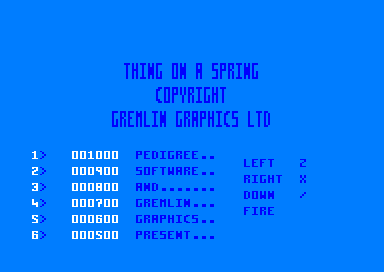 THING ON A SPRING
COPYRIGHT
GREMLIN GRAPHICS LTD
1> 001000 PEDIGREE..
2> 000900 SOFTWARE..
3> 000800 AND.......
4> 000700 GREMLIN...
5> 000600 GRAPHICS..
6> 000500 PRESENT...
LEFT Z
RIGHT X
DOWN /
FIRE